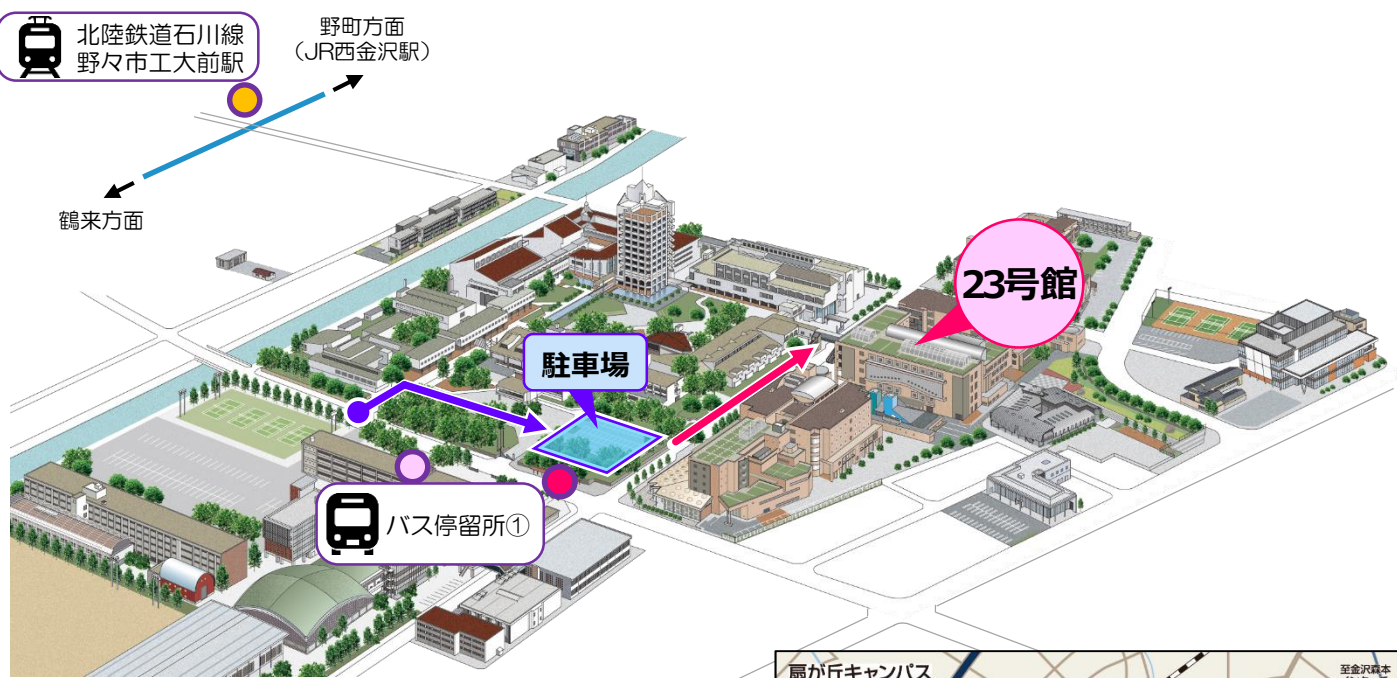 北陸鉄道石川線
野々市工大前駅
野町方面
（JR西金沢駅）
鶴来方面
23号館
駐車場
バス停留所①
扇が丘キャンパス
至金沢森本